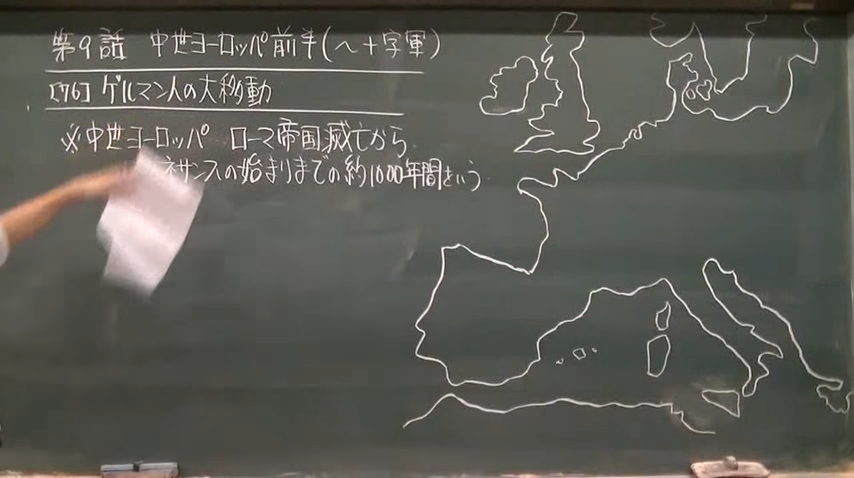 第9話 中世ヨーロッパ前半(~十字軍)
[76] ゲルマン人の大移動
※中世ヨーロッパ ローマ帝国滅亡から
ネサンスの始まりまでの約1000年間という